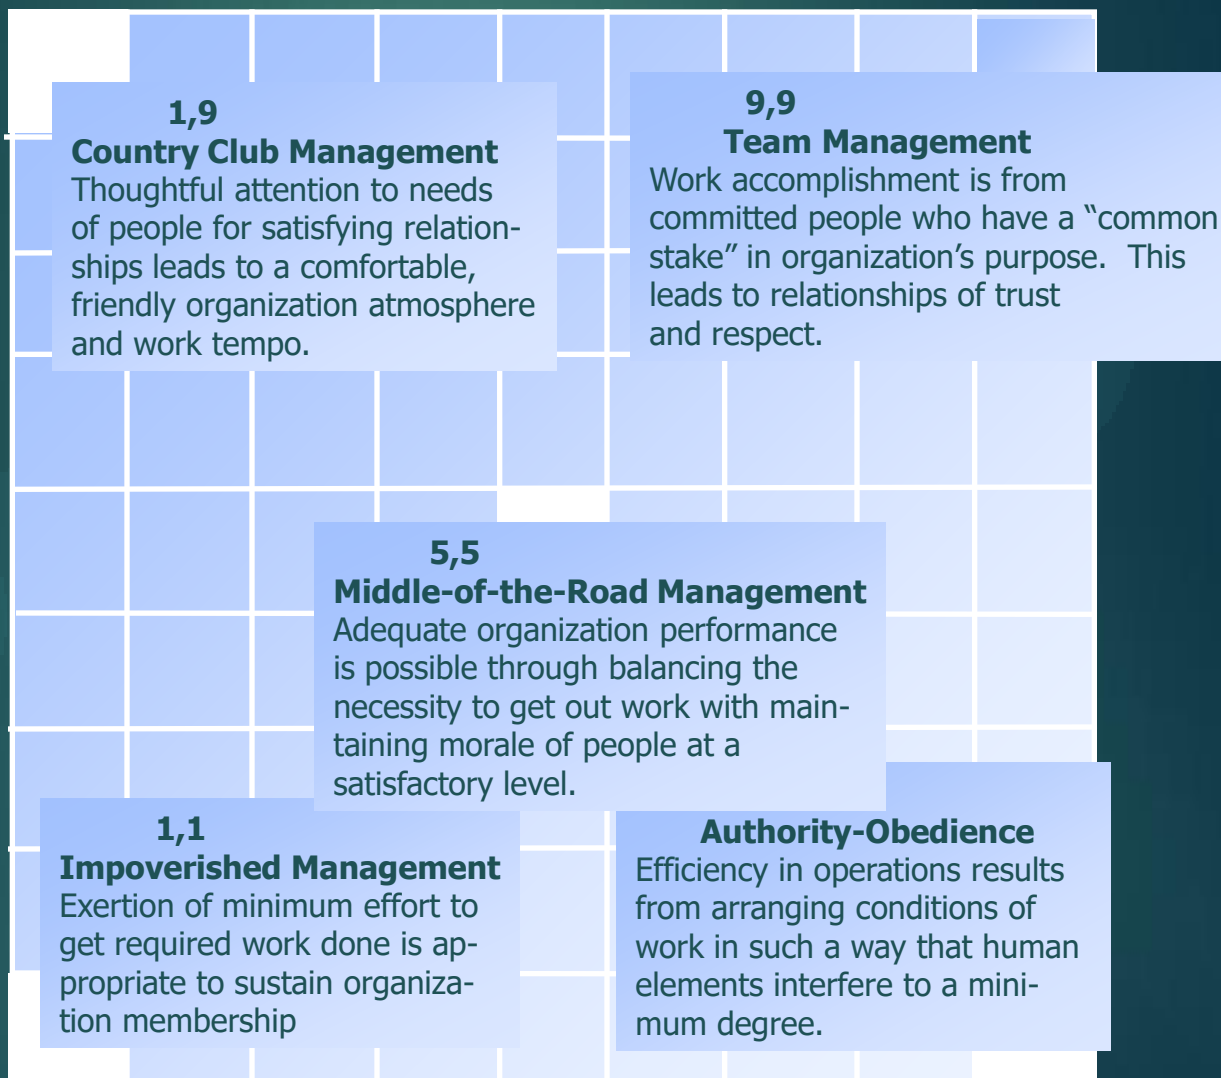 1,9
Country Club Management
Thoughtful attention to needs
of people for satisfying relation-
ships leads to a comfortable,
friendly organization atmosphere
and work tempo.
9,9
Team Management
Work accomplishment is from
committed people who have a “common
stake” in organization’s purpose.  This
leads to relationships of trust
and respect.
5,5
Middle-of-the-Road Management
Adequate organization performance
is possible through balancing the
necessity to get out work with main-
taining morale of people at a
satisfactory level.
1,1
Impoverished Management
Exertion of minimum effort to
get required work done is ap-
propriate to sustain organiza-
tion membership
Authority-Obedience
Efficiency in operations results
from arranging conditions of
work in such a way that human
elements interfere to a mini-
mum degree.